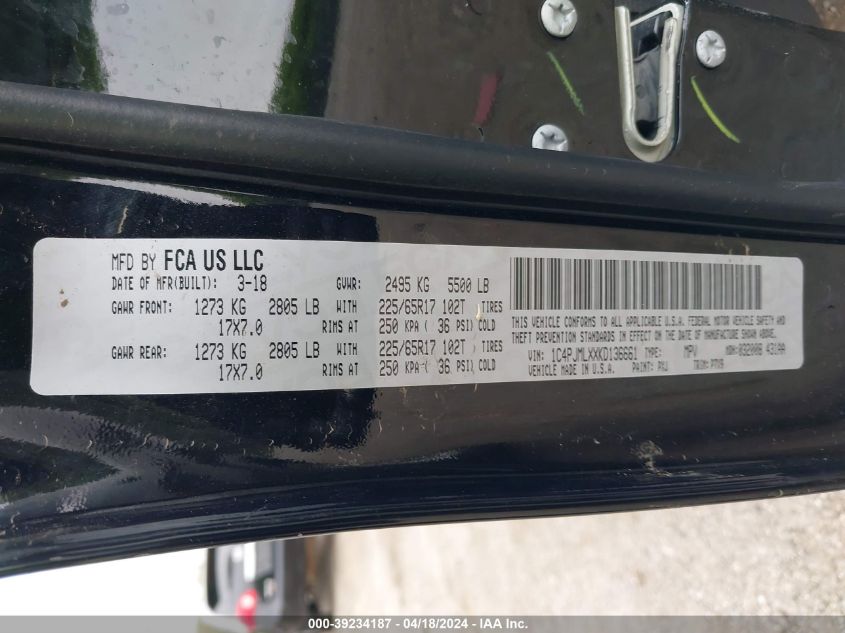 MFD BY FCA US LLC
DATE OF MFR(BUILT): 3-18 GVWR: 2495 KG 5500 LB
GAWR FRONT: 1273 KG 2805 LB WITH 225/65R17 102T TIRES
17X7.0 RIMS AT 250 KPA ( 36 PSI) COLD
GAWR REAR: 1273 KG 2805 LB WITH 225/65R17 102T TIRES
17X7.0 RIMS AT 250 KPA ( 36 PSI) COLD
THIS VEHICLE CONFORMS TO ALL APPLICABLE U.S.A. FEDERAL MOTOR VEHICLE SAFETY AND
THEFT PREVENTION STANDARDS IN EFFECT ON THE DATE OF MANUFACTURE SHOWN ABOVE.
VIN: 1C4PJMLXXKD136661 TYPE: MPV MDH: 032008 431AA
VEHICLE MADE IN U.S.A. PAINT: PXJ TRIM:
000-39234187 - 04/18/2024 - IAA Inc.